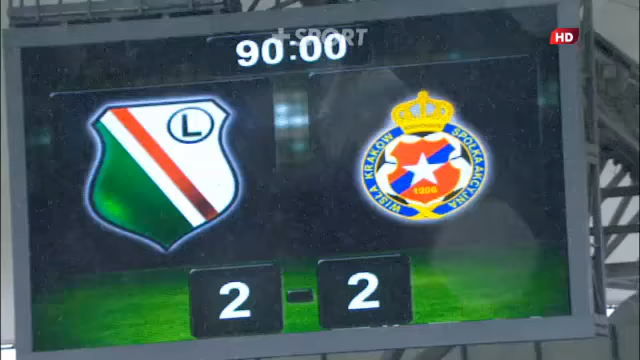 +SPORT
HD
90:00
L
WISŁA KRAKÓW SPÓŁKA AKCYJNA
1906
2 - 2